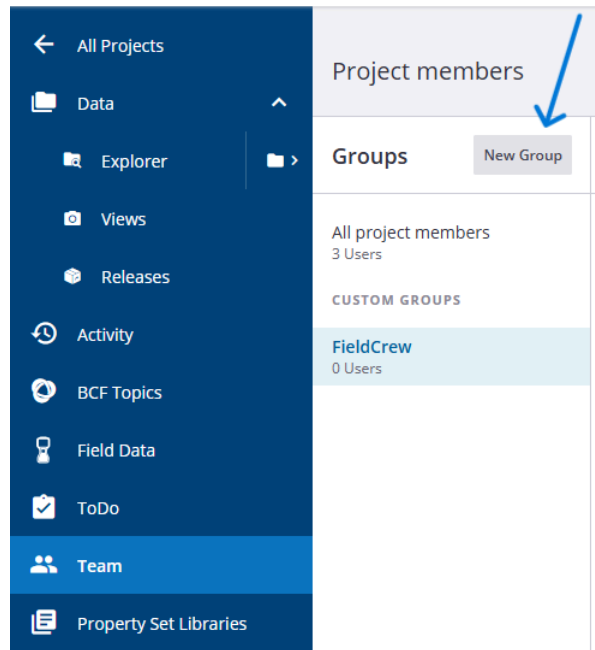 All Projects
Data
Explorer
Views
Releases
Activity
BCF Topics
Field Data
ToDo
Team
Property Set Libraries
Project members
Groups
New Group
All project members
3 Users
CUSTOM GROUPS
FieldCrew
0 Users